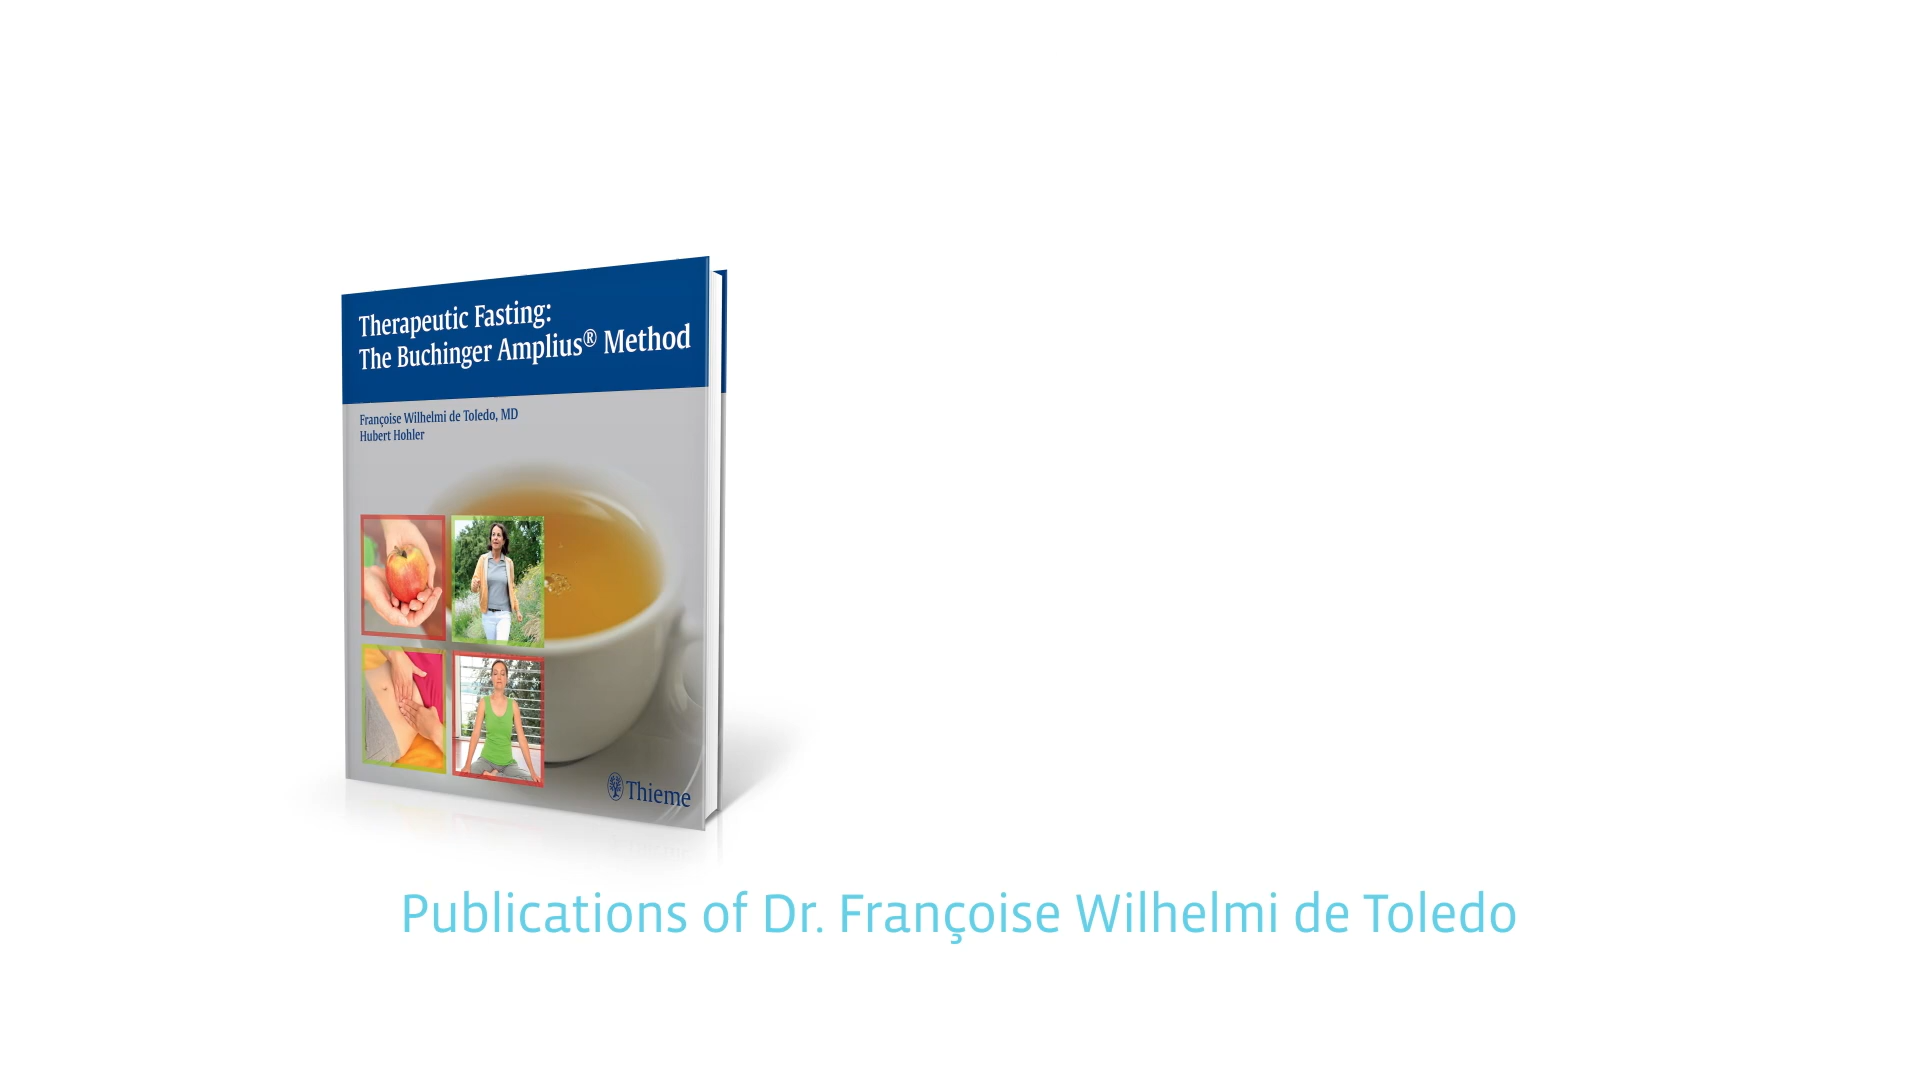 Therapeutic Fasting:
The Buchinger Amplius® Method
Françoise Wilhelmi de Toledo, MD
Hubert Hohler
Thieme
Publications of Dr. Françoise Wilhelmi de Toledo